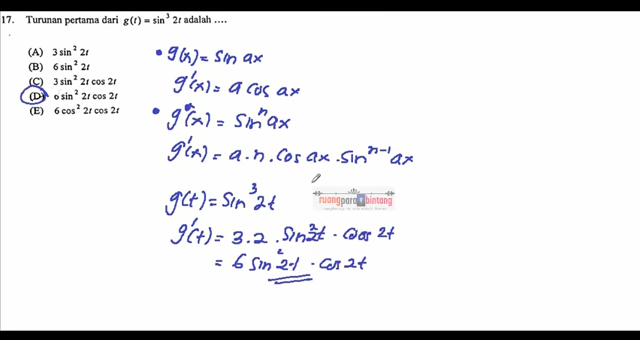 17. Turunan pertama dari g(t) = sin³ 2t adalah ....
(A) 3 sin² 2t
(B) 6 sin² 2t
(C) 3 sin² 2t cos 2t
(D) 6 sin² 2t cos 2t
(E) 6 cos² 2t cos 2t
• g(x) = sin ax
g'(x) = a cos ax
• g(x) = sinⁿ ax
g'(x) = a . n . cos ax . sinⁿ⁻¹ ax
g(t) = sin³ 2t
g'(t) = 3 . 2 . sin² 2t . cos 2t
= 6 sin² 2t . cos 2t
ruangparabintang